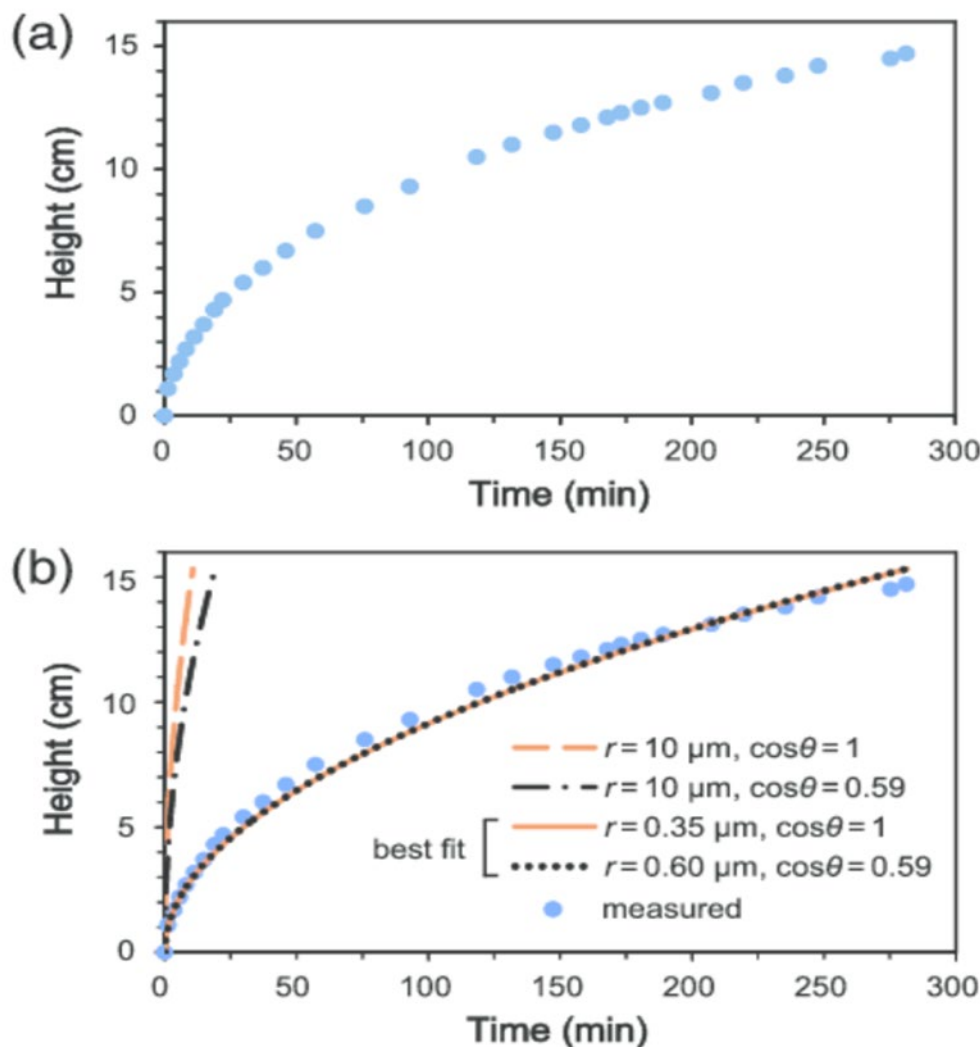 (a)
15
10
5
0
Height (cm)
0 50 100 150 200 250 300
Time (min)
(b)
15
10
5
0
Height (cm)
r = 10 μm, cosθ = 1
r = 10 μm, cosθ = 0.59
best fit
r = 0.35 μm, cosθ = 1
r = 0.60 μm, cosθ = 0.59
measured
0 50 100 150 200 250 300
Time (min)